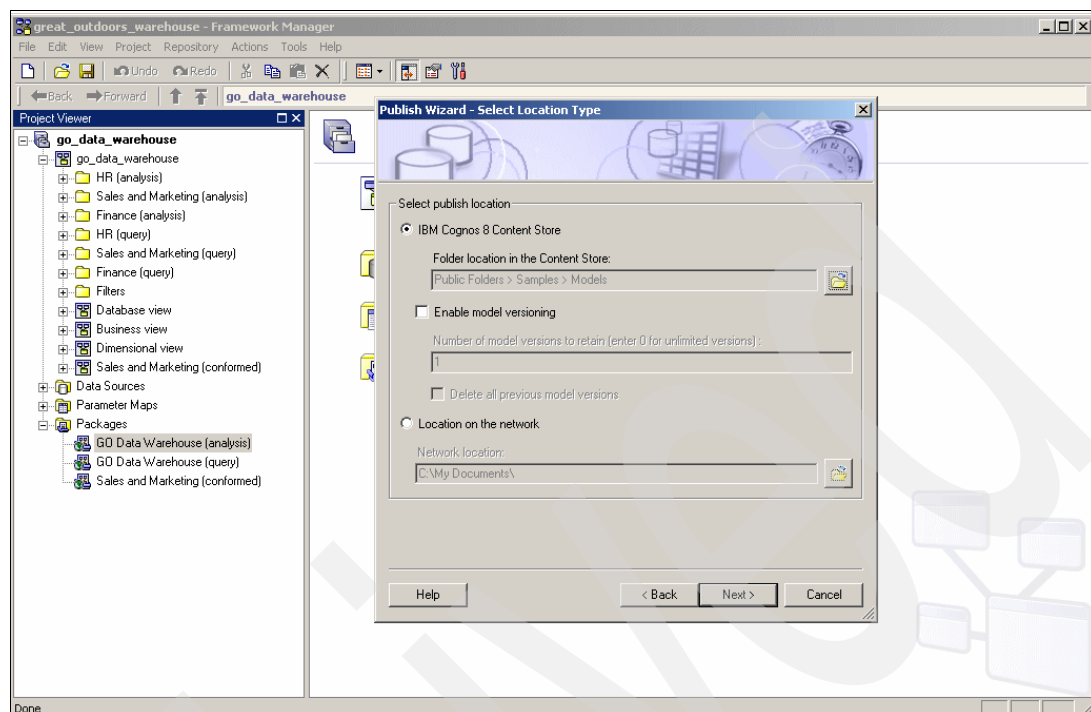 great_outdoors_warehouse - Framework Manager
File Edit View Project Repository Actions Tools Help
Undo Redo
Back Forward go_data_warehouse
Project Viewer
go_data_warehouse
go_data_warehouse
HR (analysis)
Sales and Marketing (analysis)
Finance (analysis)
HR (query)
Sales and Marketing (query)
Finance (query)
Filters
Database view
Business view
Dimensional view
Sales and Marketing (conformed)
Data Sources
Parameter Maps
Packages
GO Data Warehouse (analysis)
GO Data Warehouse (query)
Sales and Marketing (conformed)
Publish Wizard - Select Location Type
Select publish location
IBM Cognos 8 Content Store
Folder location in the Content Store:
Public Folders > Samples > Models
Enable model versioning
Number of model versions to retain (enter 0 for unlimited versions) :
1
Delete all previous model versions
Location on the network
Network location:
C:\My Documents\
Help < Back Next > Cancel
Done